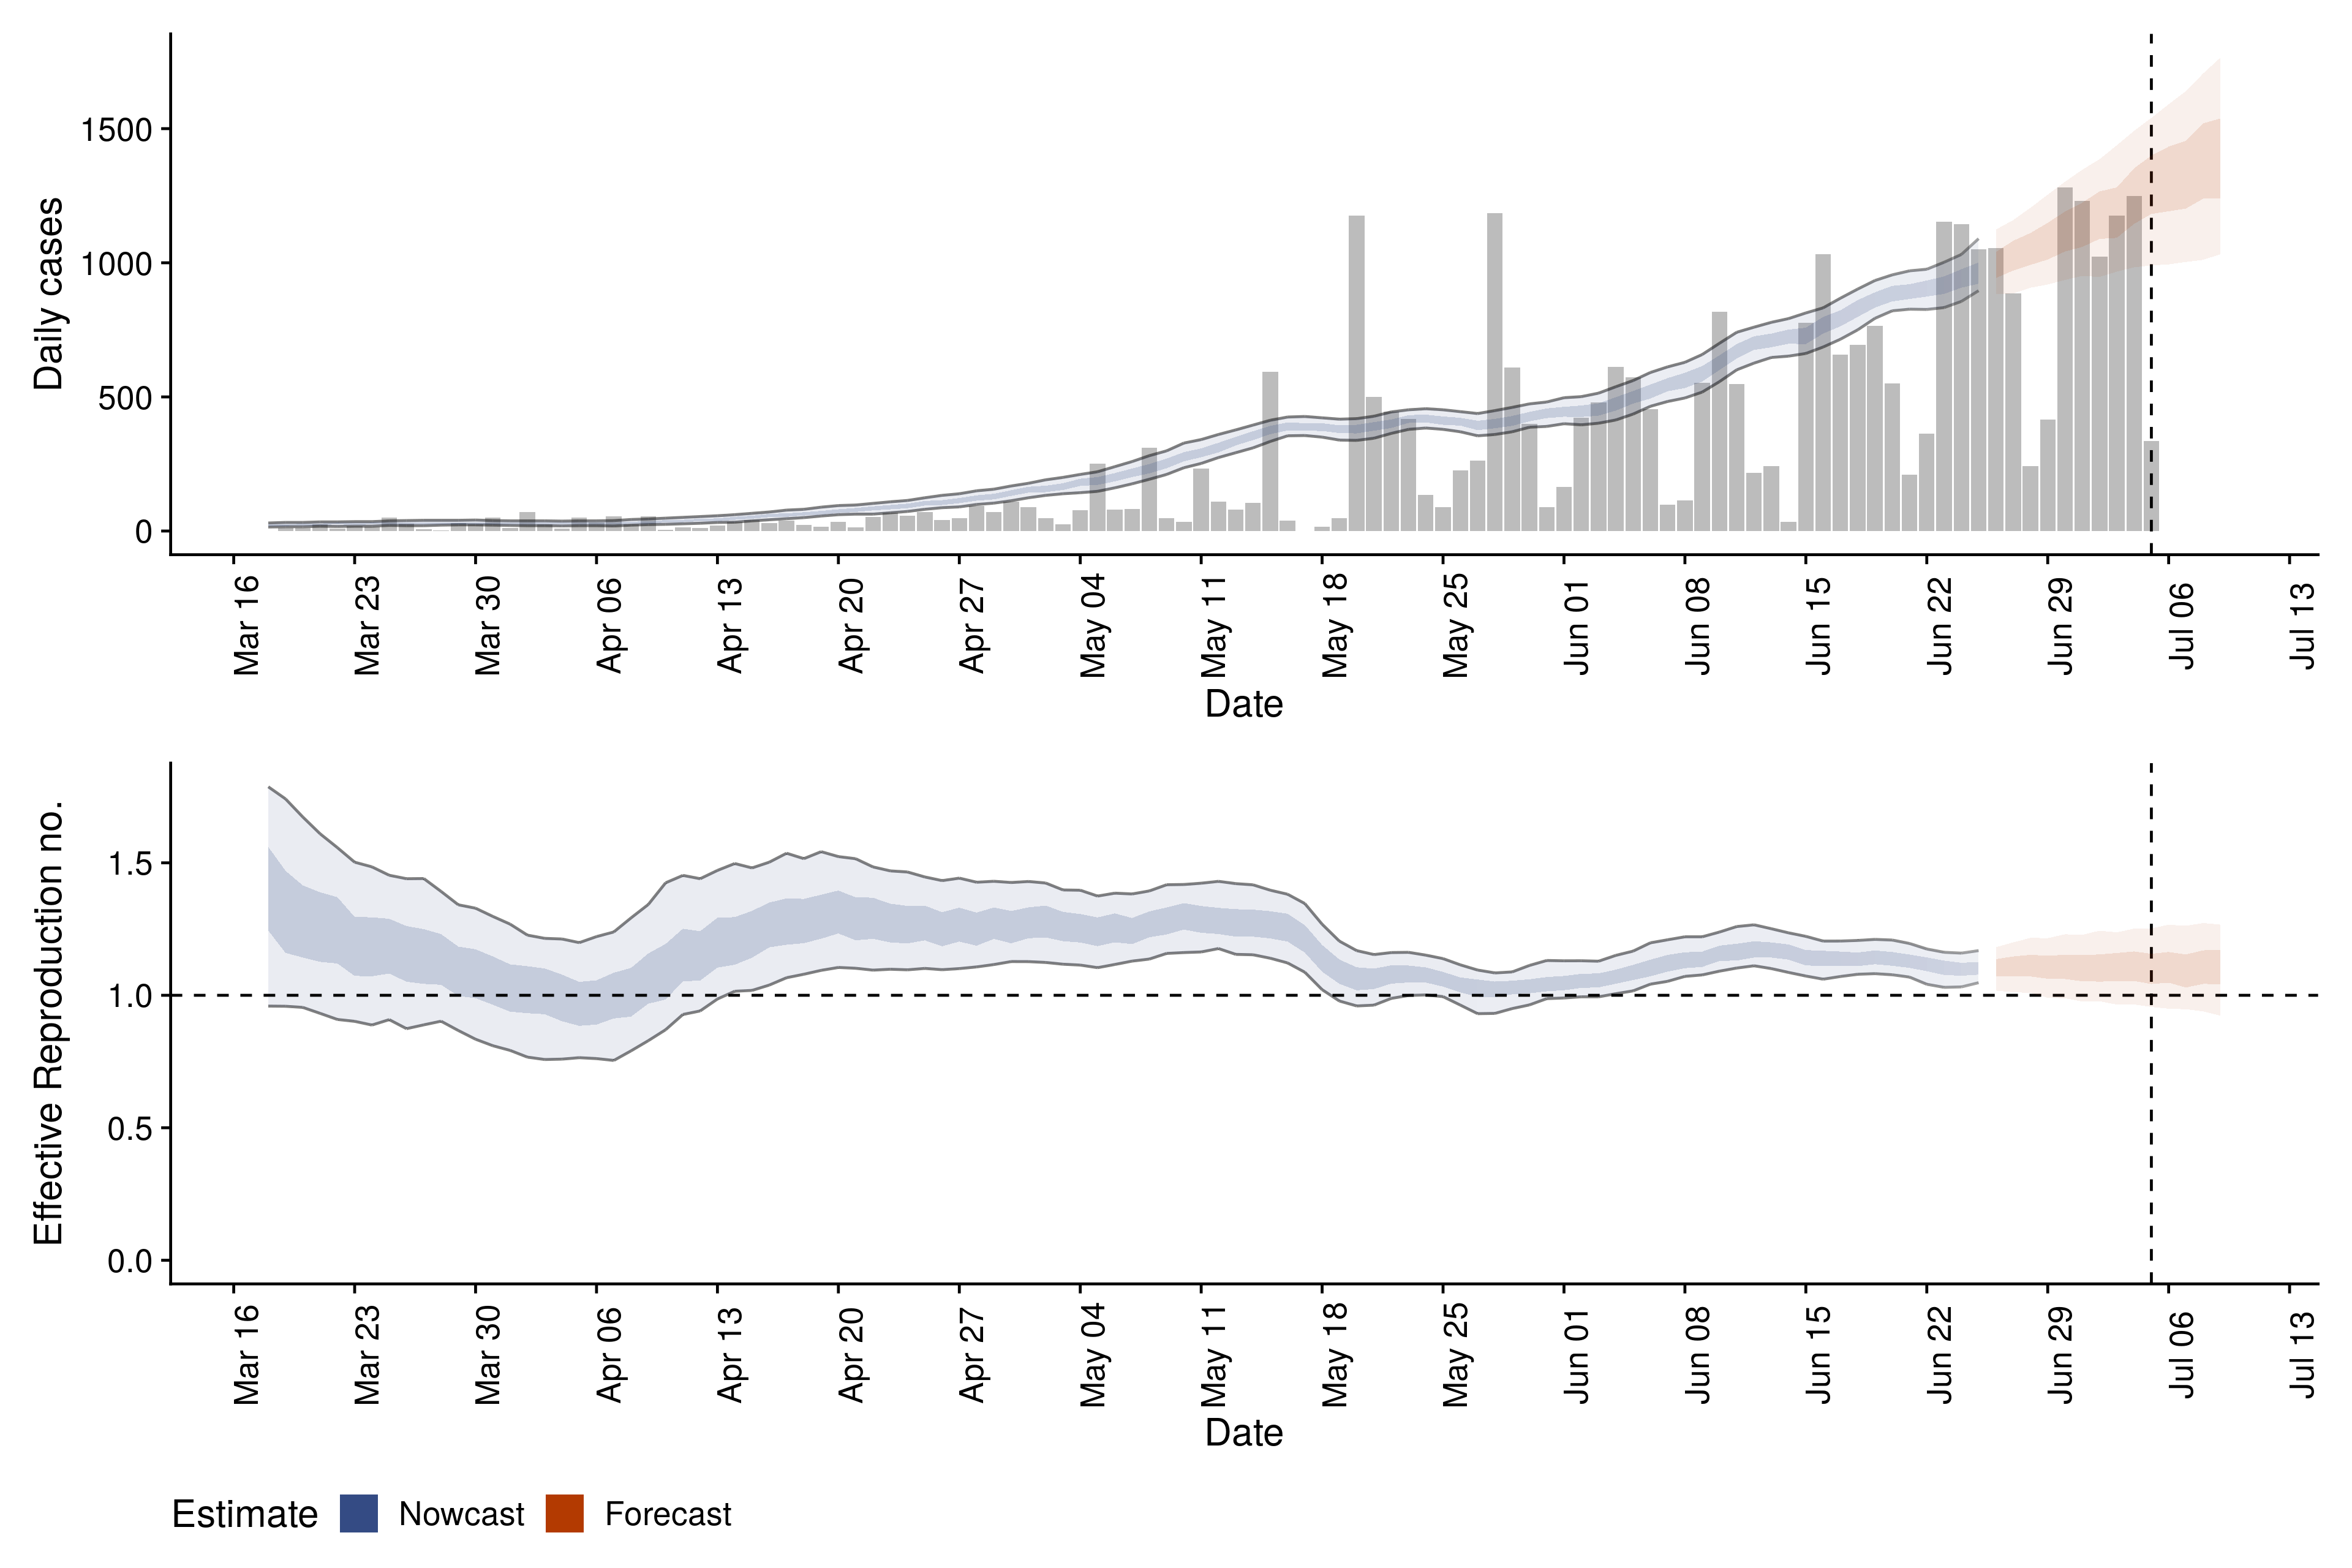 Daily cases
1500
1000
500
0
Mar 16
Mar 23
Mar 30
Apr 06
Apr 13
Apr 20
Apr 27
May 04
May 11
May 18
May 25
Jun 01
Jun 08
Jun 15
Jun 22
Jun 29
Jul 06
Jul 13
Date
Effective Reproduction no.
1.5
1.0
0.5
0.0
Mar 16
Mar 23
Mar 30
Apr 06
Apr 13
Apr 20
Apr 27
May 04
May 11
May 18
May 25
Jun 01
Jun 08
Jun 15
Jun 22
Jun 29
Jul 06
Jul 13
Date
Estimate Nowcast Forecast